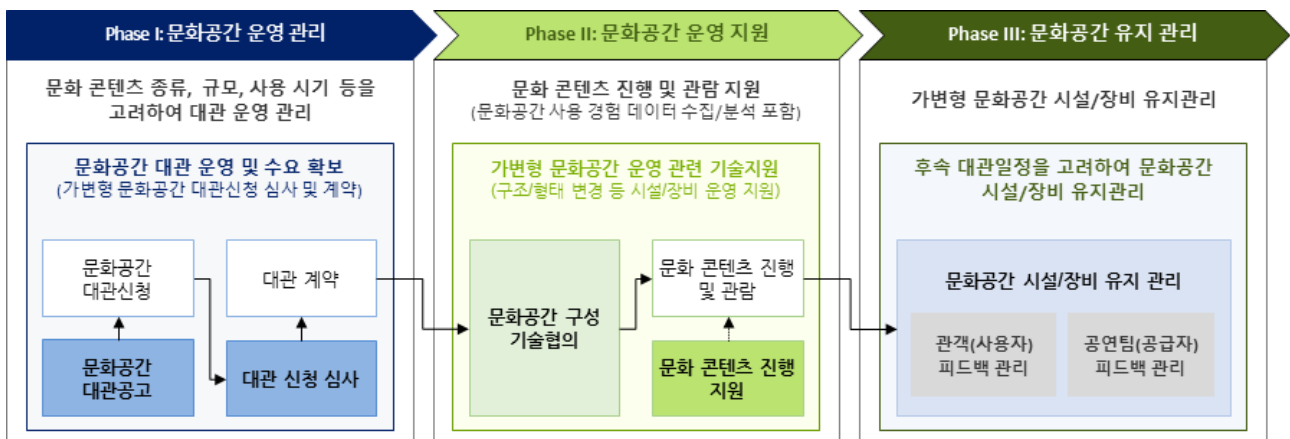 Phase I: 문화공간 운영 관리
문화 콘텐츠 종류, 규모, 사용 시기 등을
고려하여 대관 운영 관리
문화공간 대관 운영 및 수요 확보
(가변형 문화공간 대관신청 심사 및 계약)
문화공간
대관신청
대관 계약
문화공간
대관공고
대관 신청 심사
Phase II: 문화공간 운영 지원
문화 콘텐츠 진행 및 관람 지원
(문화공간 사용 경험 데이터 수집/분석 포함)
가변형 문화공간 운영 관련 기술지원
(구조/형태 변경 등 시설/장비 운영 지원)
문화공간 구성
기술협의
문화 콘텐츠 진행
및 관람
문화 콘텐츠 진행
지원
Phase III: 문화공간 유지 관리
가변형 문화공간 시설/장비 유지관리
후속 대관일정을 고려하여 문화공간
시설/장비 유지관리
문화공간 시설/장비 유지 관리
관객(사용자)
피드백 관리
공연팀(공급자)
피드백 관리